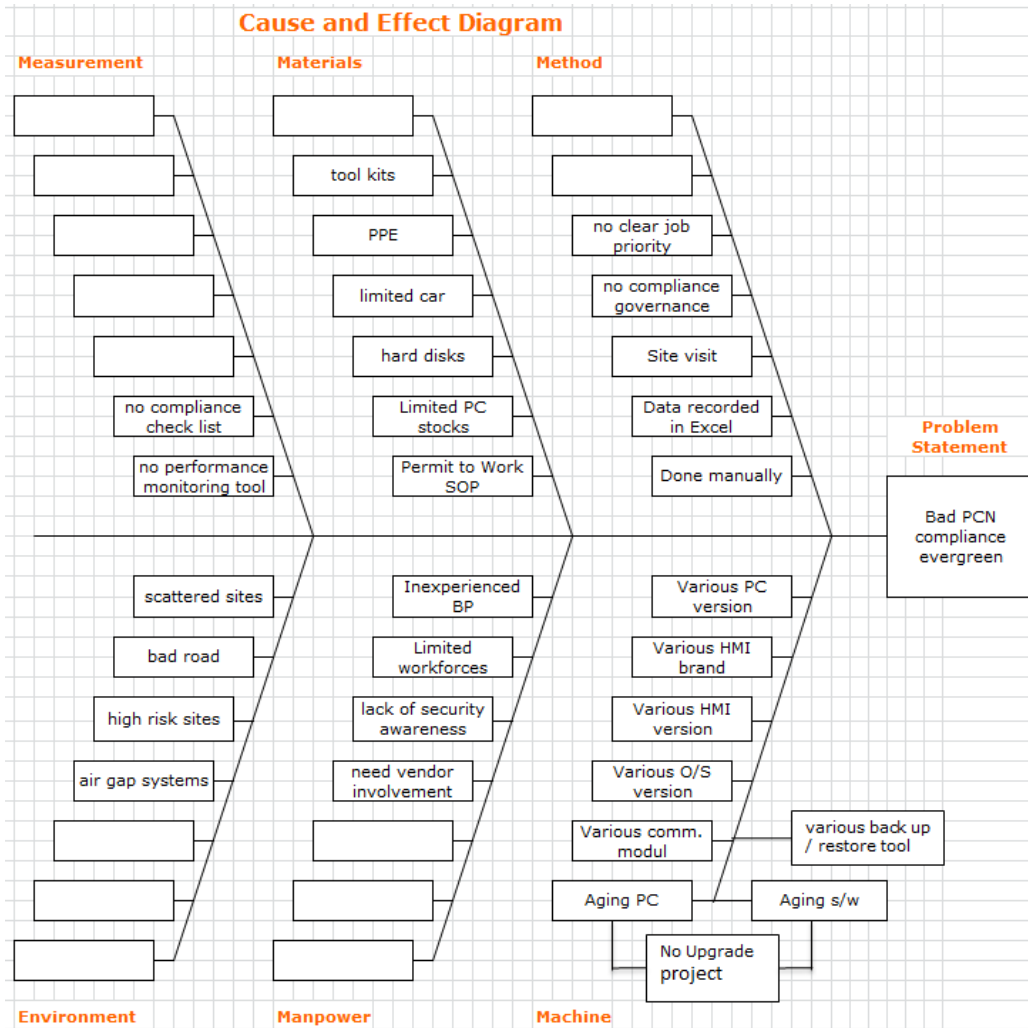 Cause and Effect Diagram
Measurement
Materials
Method
tool kits
PPE
no clear job
priority
limited car
no compliance
governance
hard disks
Site visit
no compliance
check list
Limited PC
stocks
Data recorded
in Excel
no performance
monitoring tool
Permit to Work
SOP
Done manually
Problem
Statement
Bad PCN
compliance
evergreen
scattered sites
Inexperienced
BP
Various PC
version
bad road
Limited
workforces
Various HMI
brand
high risk sites
lack of security
awareness
Various HMI
version
air gap systems
need vendor
involvement
Various O/S
version
Various comm.
modul
various back up
/ restore tool
Aging PC
Aging s/w
No Upgrade
project
Environment
Manpower
Machine